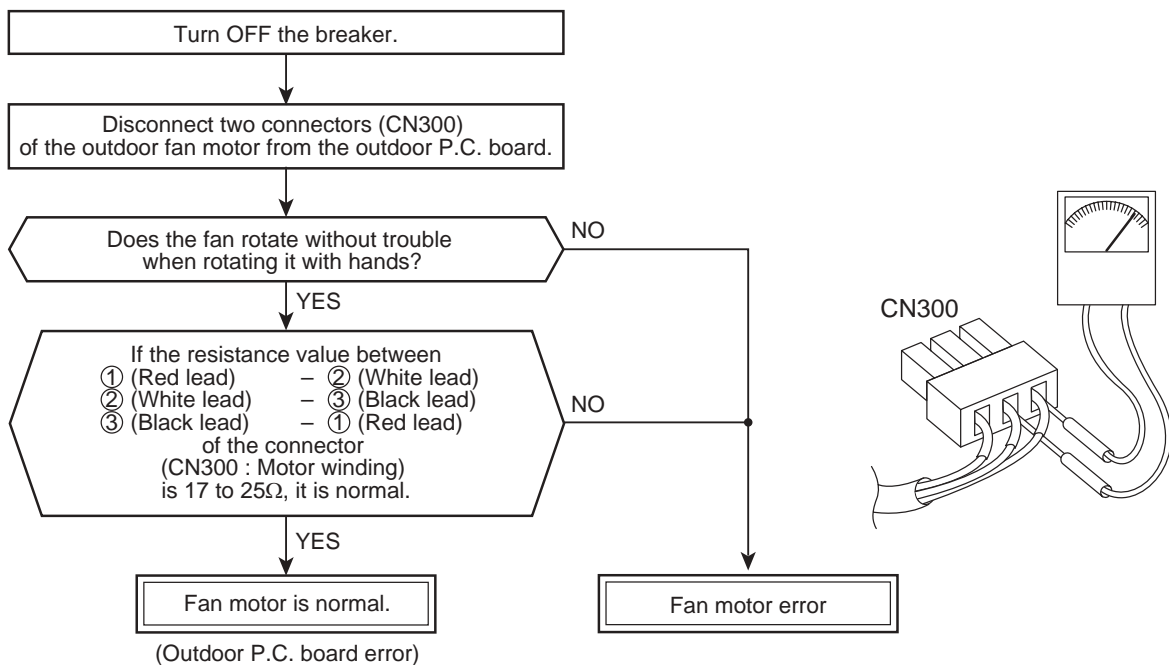 Turn OFF the breaker.
Disconnect two connectors (CN300)
of the outdoor fan motor from the outdoor P.C. board.
Does the fan rotate without trouble
when rotating it with hands?
NO
YES
If the resistance value between
① (Red lead) – ② (White lead)
② (White lead) – ③ (Black lead)
③ (Black lead) – ① (Red lead)
of the connector
(CN300 : Motor winding)
is 17 to 25Ω, it is normal.
NO
YES
Fan motor is normal.
(Outdoor P.C. board error)
Fan motor error
CN300